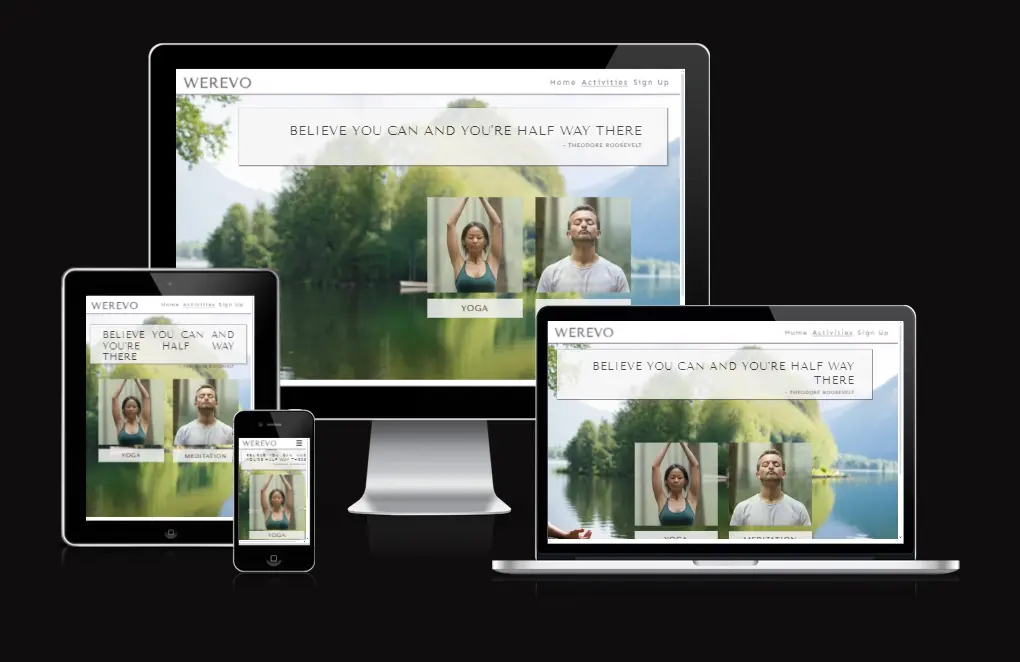 WEREVO
Home Activities Sign Up
BELIEVE YOU CAN AND YOU'RE HALF WAY THERE
- THEODORE ROOSEVELT
YOGA
WEREVO
Home Activities Sign Up
BELIEVE YOU CAN AND
YOU'RE HALF WAY
THERE
- THEODORE ROOSEVELT
YOGA
MEDITATION
WEREVO
BELIEVE YOU CAN AND
YOU'RE HALF WAY THERE
YOGA
WEREVO
Home Activities Sign Up
BELIEVE YOU CAN AND YOU'RE HALF WAY
THERE
- THEODORE ROOSEVELT
YOGA
MEDITATION